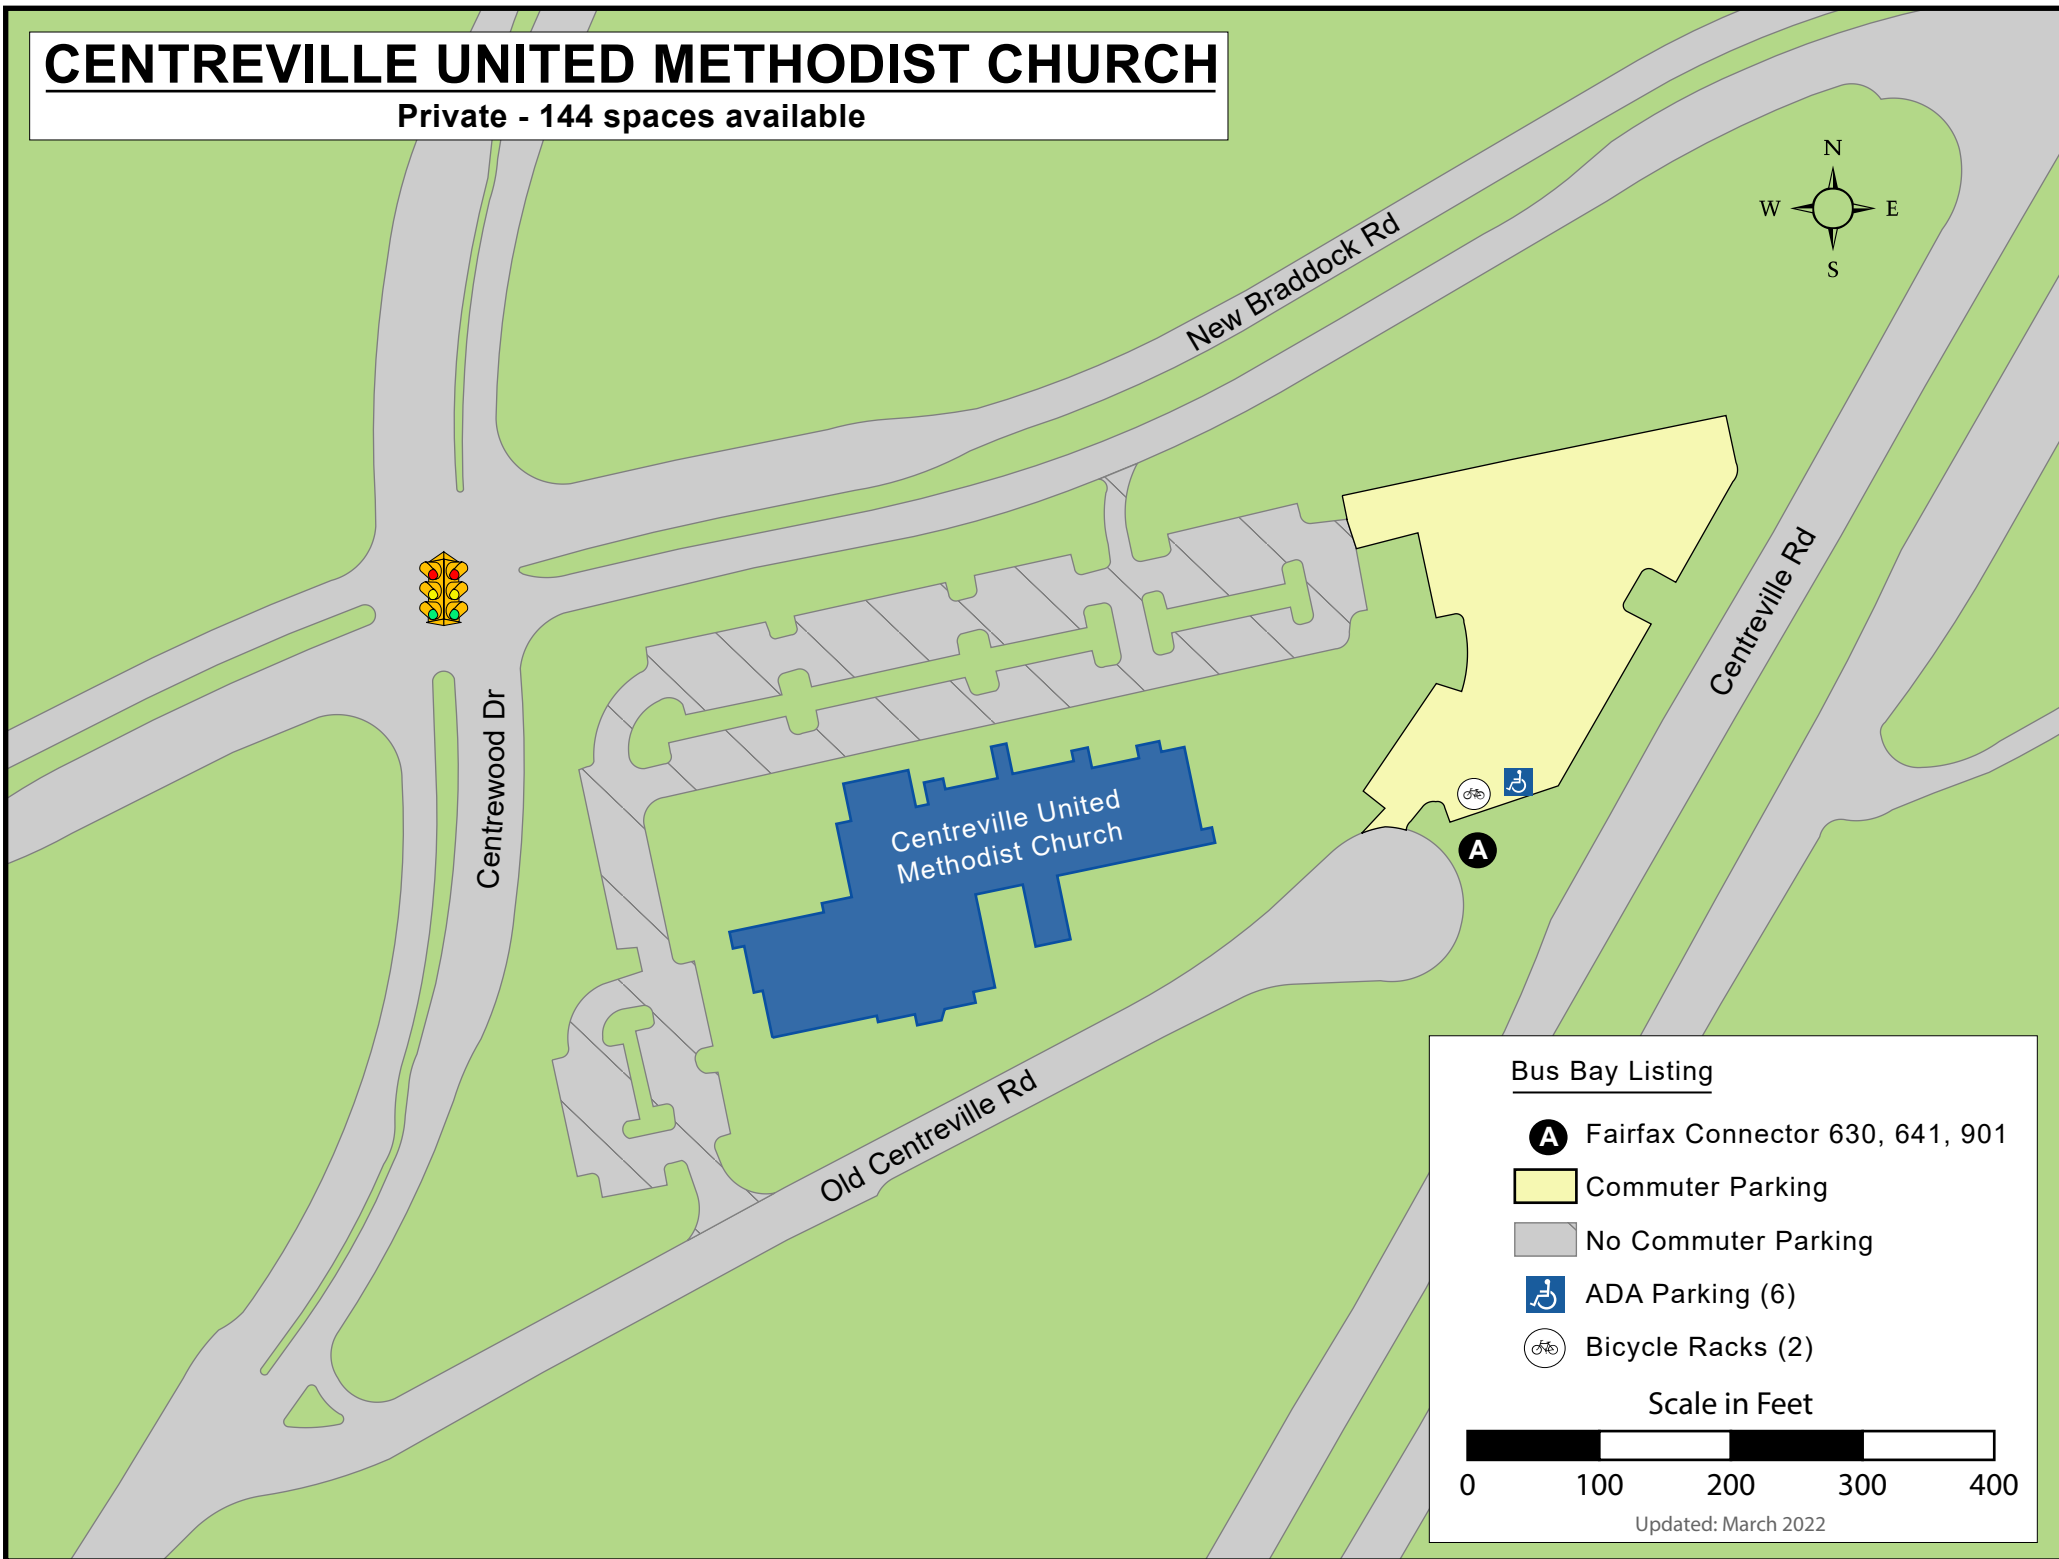 CENTREVILLE UNITED METHODIST CHURCH
Private - 144 spaces available
N
W E
S
New Braddock Rd
Centreville Rd
Centrewood Dr
Centreville United
Methodist Church
A
Old Centreville Rd
Bus Bay Listing
A Fairfax Connector 630, 641, 901
Commuter Parking
No Commuter Parking
ADA Parking (6)
Bicycle Racks (2)
Scale in Feet
0 100 200 300 400
Updated: March 2022